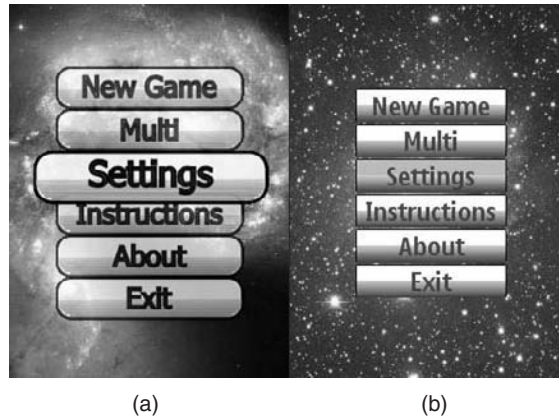 New Game
Multi
Settings
Instructions
About
Exit
New Game
Multi
Settings
Instructions
About
Exit
(a)
(b)